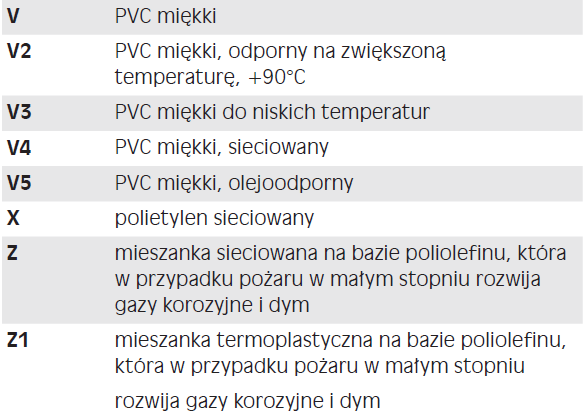 V PVC miękki
V2 PVC miękki, odporny na zwiększoną
temperaturę, +90°C
V3 PVC miękki do niskich temperatur
V4 PVC miękki, sieciowany
V5 PVC miękki, olejoodporny
X polietylen sieciowany
Z mieszanka sieciowana na bazie poliolefinu, która
w przypadku pożaru w małym stopniu rozwija
gazy korozyjne i dym
Z1 mieszanka termoplastyczna na bazie poliolefinu,
która w przypadku pożaru w małym stopniu
rozwija gazy korozyjne i dym